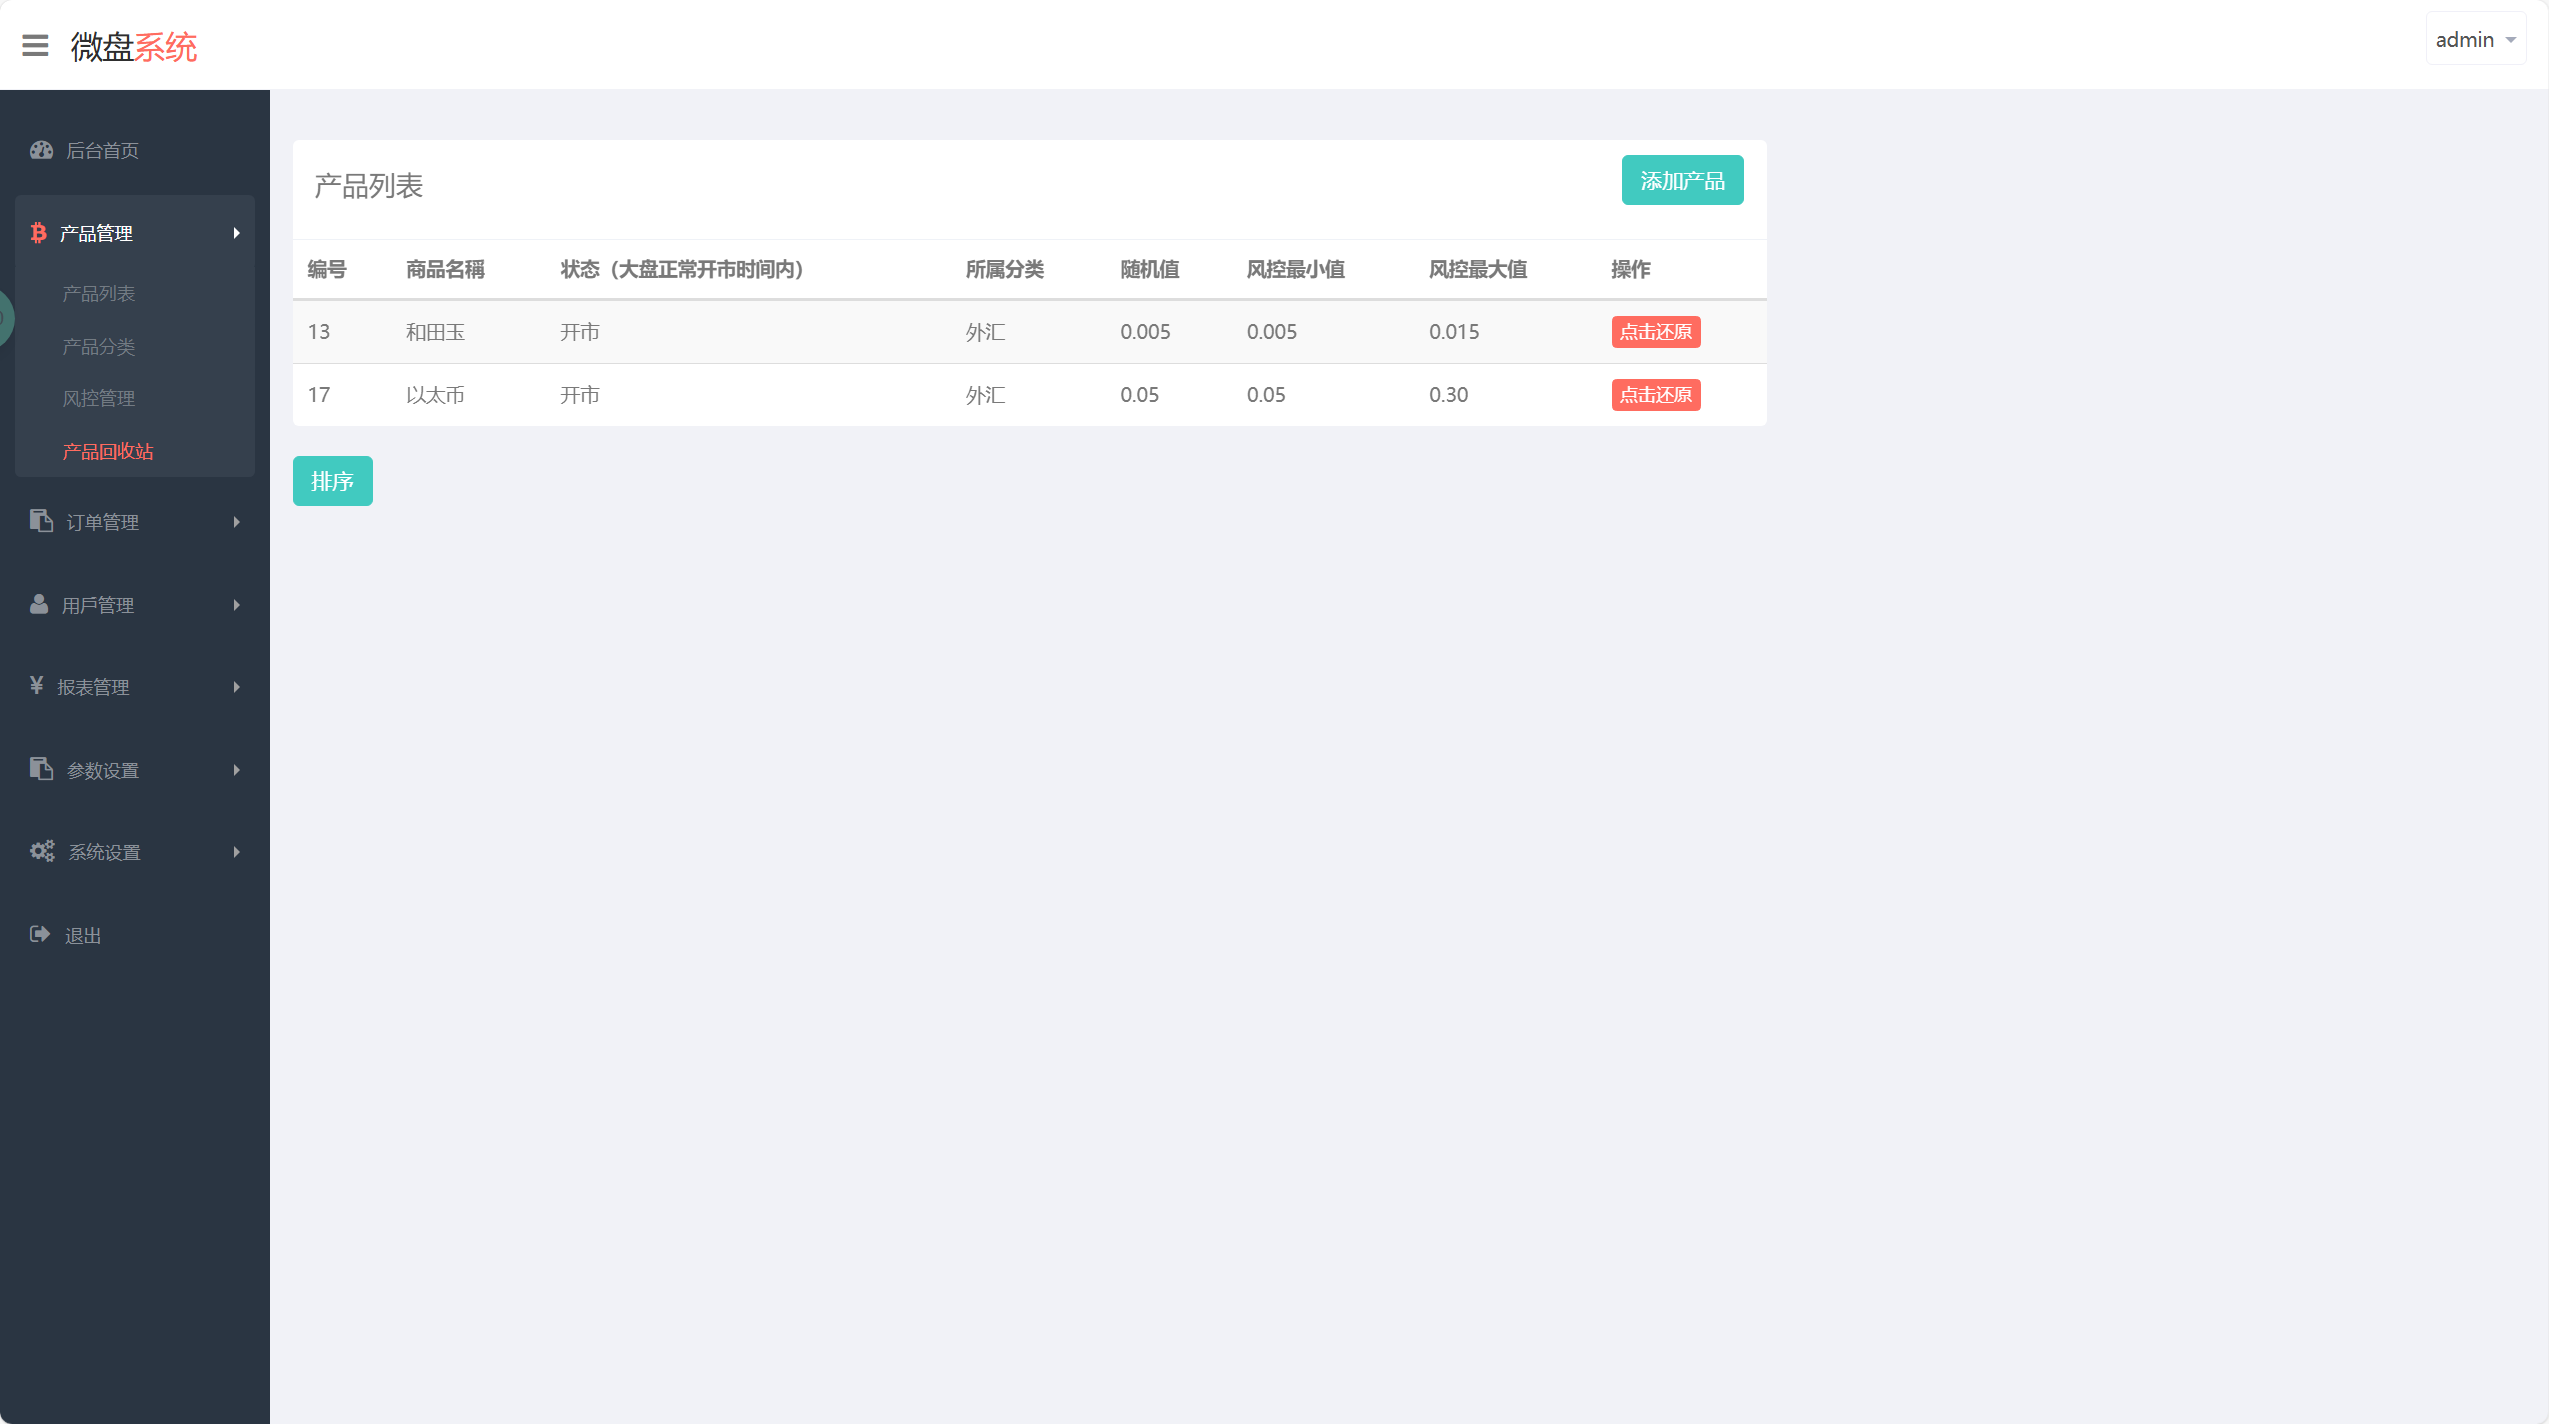 微盘系统
admin
后台首页
产品管理
产品列表
产品分类
风控管理
产品回收站
订单管理
用戶管理
报表管理
参数设置
系统设置
退出
产品列表
添加产品
编号 商品名稱 状态（大盘正常开市时间内） 所属分类 随机值 风控最小值 风控最大值 操作
13 和田玉 开市 外汇 0.005 0.005 0.015 点击还原
17 以太币 开市 外汇 0.05 0.05 0.30 点击还原
排序